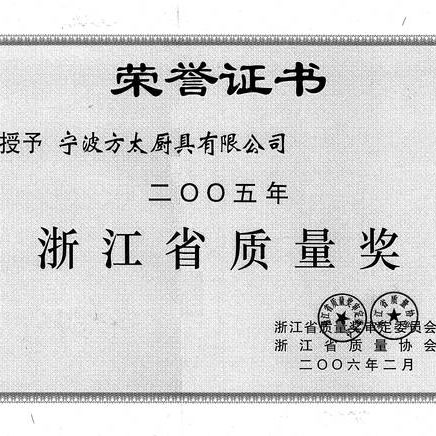 荣誉证书
授予 宁波方太厨具有限公司
二〇〇五年
浙江省质量奖
浙江省质量奖审定委员会
浙江省质量协会
二〇〇六年二月